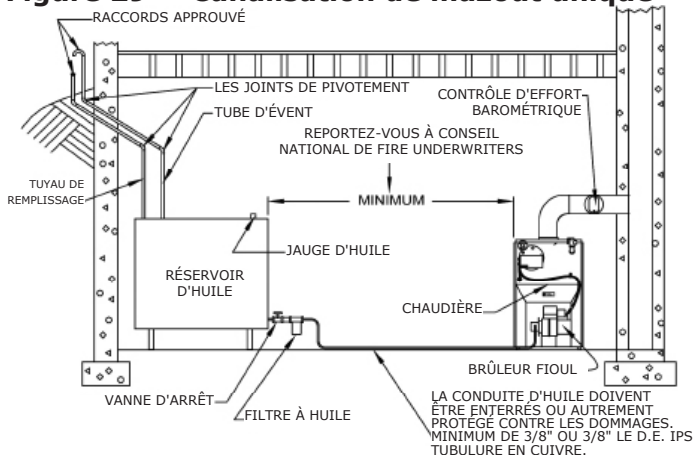 RACCORDS APPROUVÉ
LES JOINTS DE PIVOTEMENT
TUBE D'ÉVENT
CONTRÔLE D'EFFORT
BAROMÉTRIQUE
REPORTEZ-VOUS À CONSEIL
NATIONAL DE FIRE UNDERWRITERS
TUYAU DE
REMPLISSAGE
MINIMUM
JAUGE D'HUILE
RÉSERVOIR
D'HUILE
CHAUDIÈRE
BRÛLEUR FIOUL
VANNE D'ARRÊT
FILTRE À HUILE
LA CONDUITE D'HUILE DOIVENT
ÊTRE ENTERRÉS OU AUTREMENT
PROTÉGÉ CONTRE LES DOMMAGES.
MINIMUM DE 3/8" OU 3/8" LE D.E. IPS
TUBULURE EN CUIVRE.